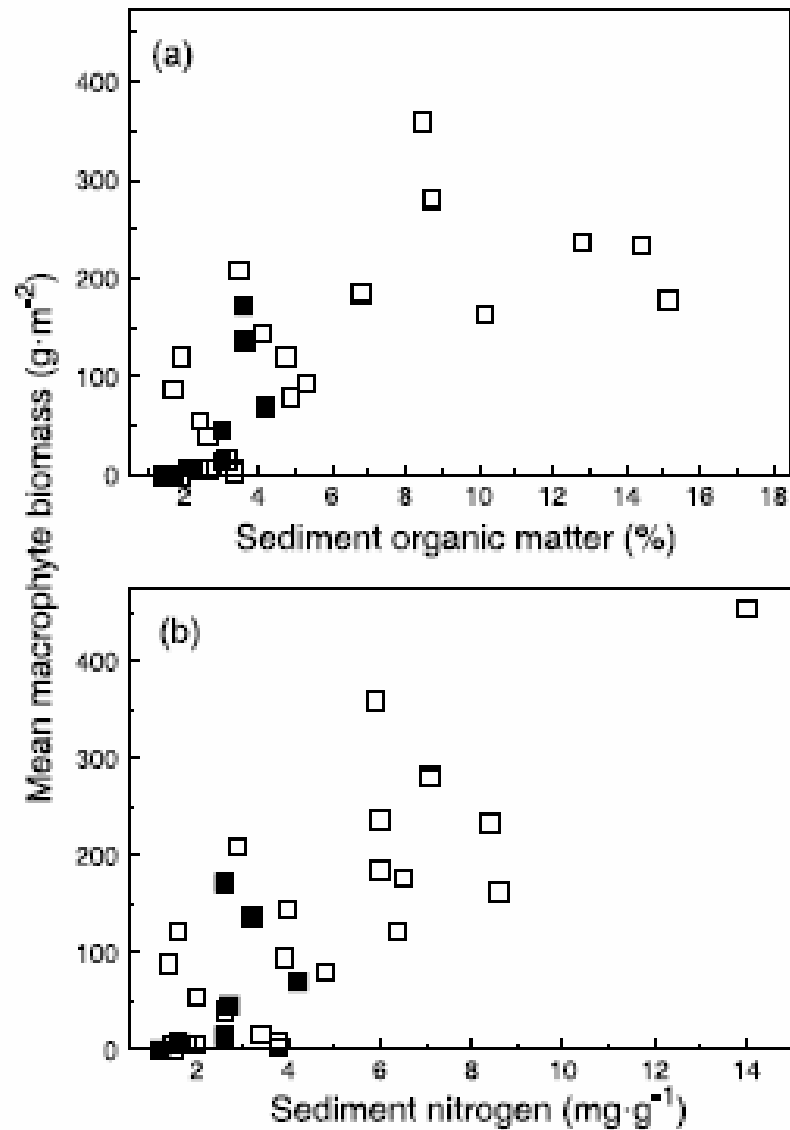 (a)
400
300
200
100
0
2 4 6 8 10 12 14 16 18
Sediment organic matter (%)
Mean macrophyte biomass (g·m⁻²)
(b)
400
300
200
100
0
2 4 6 8 10 12 14
Sediment nitrogen (mg·g⁻¹)